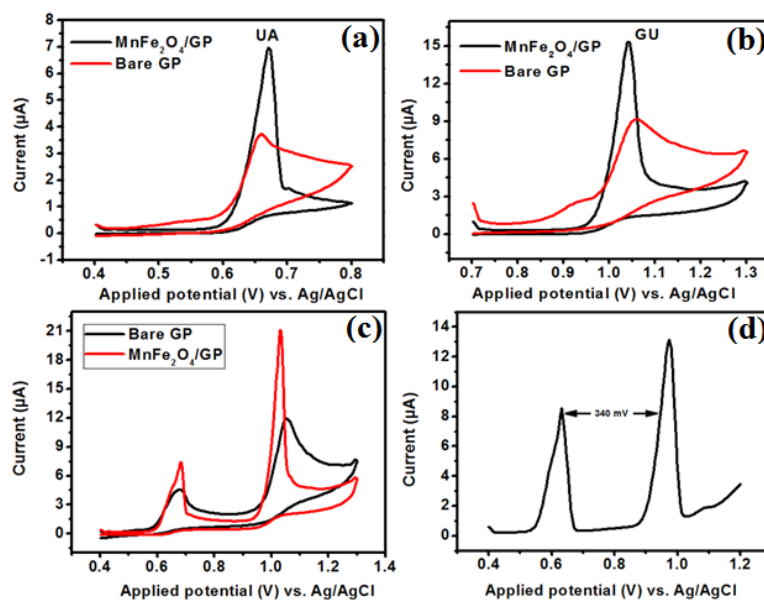 (a)
MnFe₂O₄/GP
Bare GP
UA
Current (µA)
7
6
5
4
3
2
1
0
-1
0.4 0.5 0.6 0.7 0.8
Applied potential (V) vs. Ag/AgCl
(b)
MnFe₂O₄/GP
Bare GP
GU
Current (µA)
15
12
9
6
3
0
0.7 0.8 0.9 1.0 1.1 1.2 1.3
Applied potential (V) vs. Ag/AgCl
(c)
Bare GP
MnFe₂O₄/GP
Current (µA)
21
18
15
12
9
6
3
0
0.4 0.6 0.8 1.0 1.2 1.4
Applied potential (V) vs. Ag/AgCl
(d)
340 mV
Current (µA)
14
12
10
8
6
4
2
0
0.4 0.6 0.8 1.0 1.2
Applied potential (V) vs. Ag/AgCl